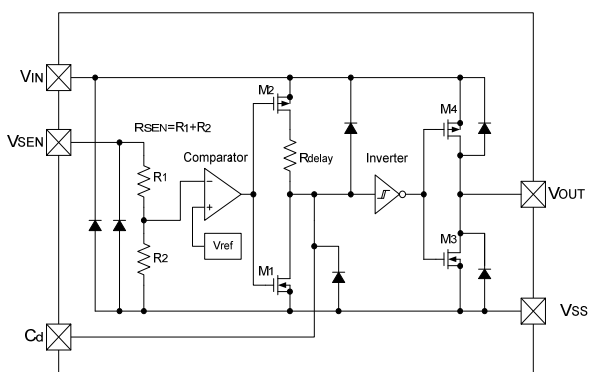 VIN
M2
M4
RSEN=R1+R2
VSEN
Comparator
Rdelay
Inverter
R1
−
+
VOUT
Vref
R2
M1
M3
VSS
Cd